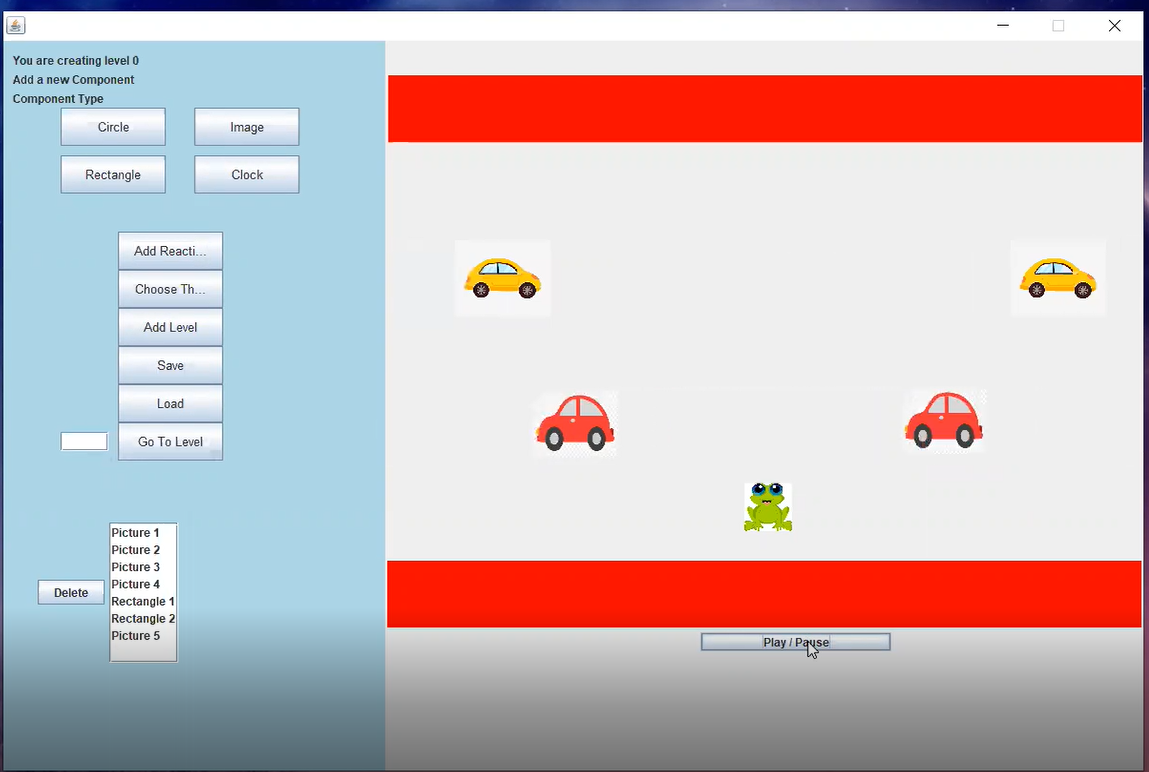 You are creating level 0
Add a new Component
Component Type
Circle
Image
Rectangle
Clock
Add Reacti...
Choose Th...
Add Level
Save
Load
Go To Level
Picture 1
Picture 2
Picture 3
Picture 4
Rectangle 1
Rectangle 2
Picture 5
Delete
Play / Pause